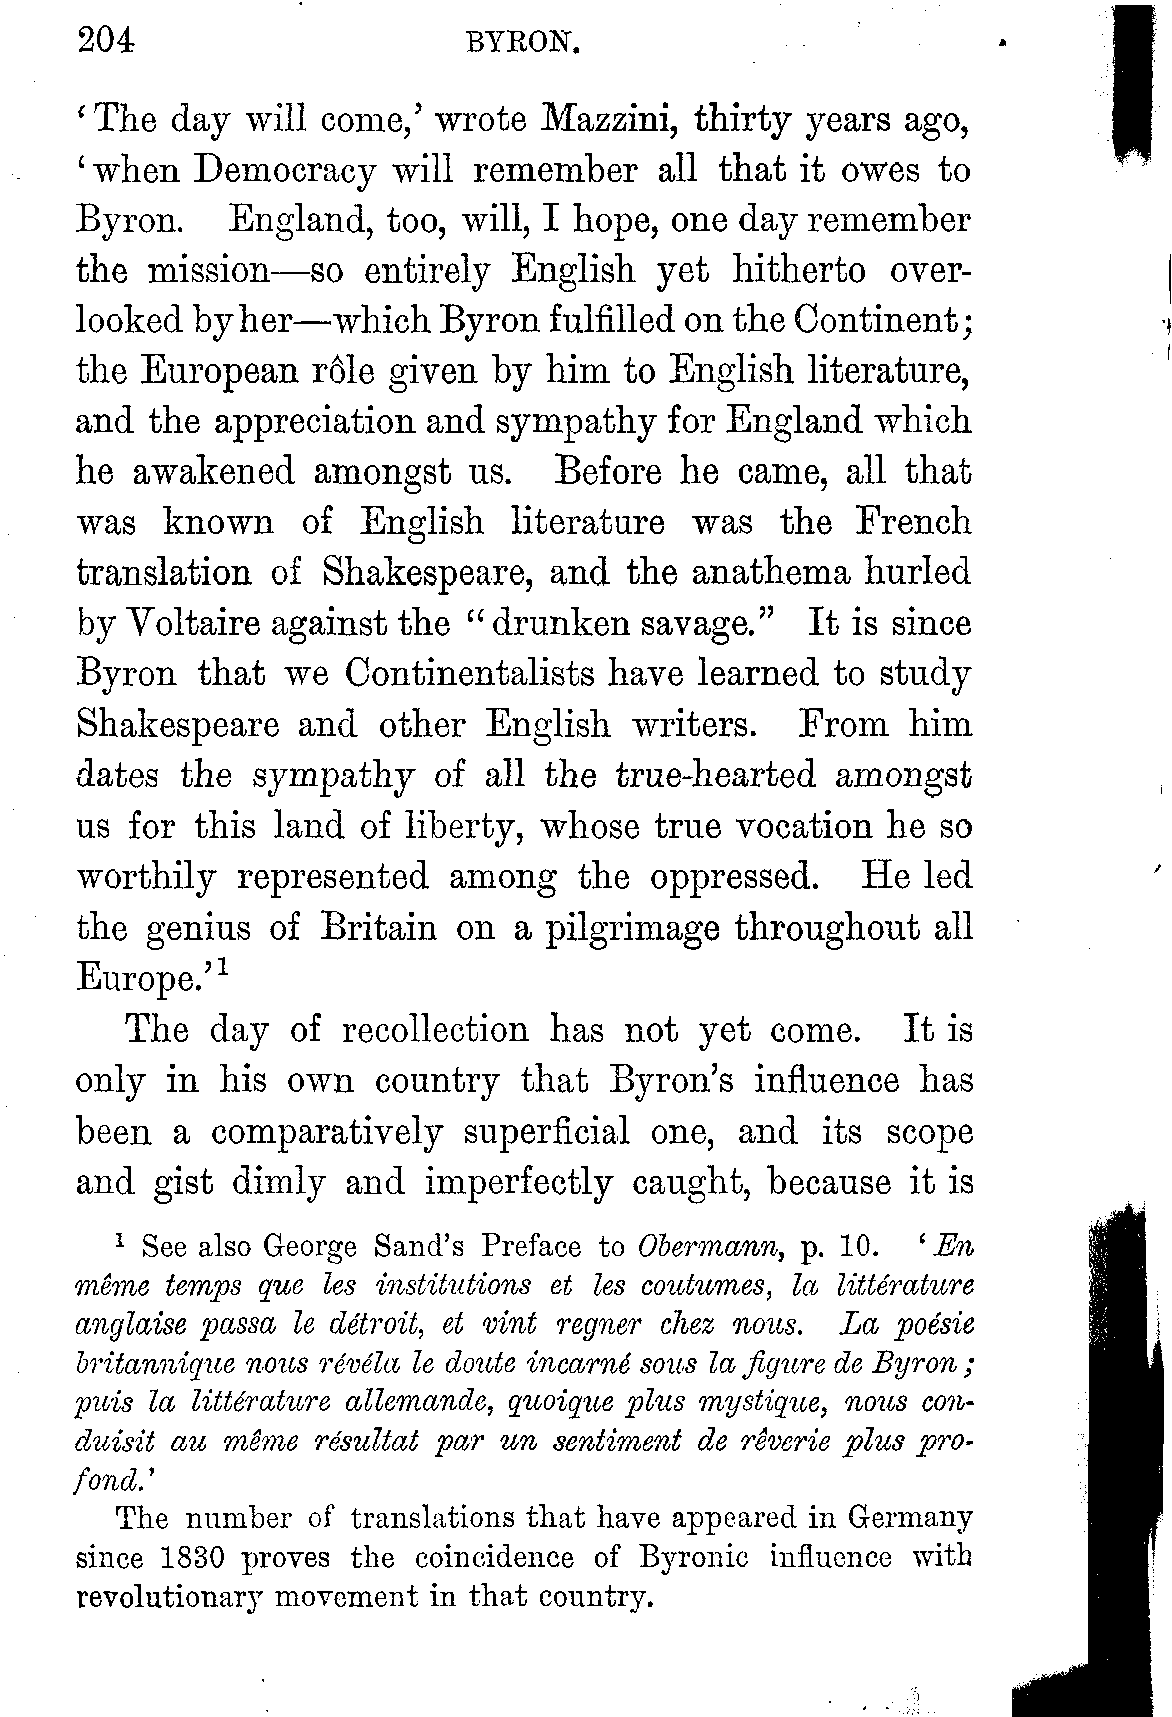 204 BYRON.
‘The day will come,’ wrote Mazzini, thirty years ago,
‘when Democracy will remember all that it owes to
Byron. England, too, will, I hope, one day remember
the mission—so entirely English yet hitherto over-
looked by her—which Byron fulfilled on the Continent;
the European rôle given by him to English literature,
and the appreciation and sympathy for England which
he awakened amongst us. Before he came, all that
was known of English literature was the French
translation of Shakespeare, and the anathema hurled
by Voltaire against the “drunken savage.” It is since
Byron that we Continentalists have learned to study
Shakespeare and other English writers. From him
dates the sympathy of all the true-hearted amongst
us for this land of liberty, whose true vocation he so
worthily represented among the oppressed. He led
the genius of Britain on a pilgrimage throughout all
Europe.’¹
The day of recollection has not yet come. It is
only in his own country that Byron’s influence has
been a comparatively superficial one, and its scope
and gist dimly and imperfectly caught, because it is
¹ See also George Sand’s Preface to Obermann, p. 10. ‘En
même temps que les institutions et les coutumes, la littérature
anglaise passa le détroit, et vint regner chez nous. La poésie
britannique nous révéla le doute incarné sous la figure de Byron;
puis la littérature allemande, quoique plus mystique, nous con-
duisit au même résultat par un sentiment de rêverie plus pro-
fond.’
The number of translations that have appeared in Germany
since 1830 proves the coincidence of Byronic influence with
revolutionary movement in that country.